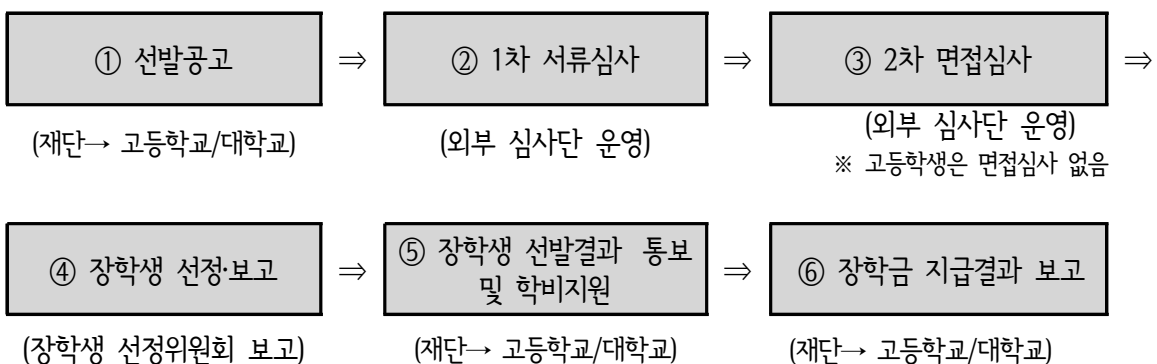 ① 선발공고 ⇒ ② 1차 서류심사 ⇒ ③ 2차 면접심사 ⇒
(재단→ 고등학교/대학교) (외부 심사단 운영) (외부 심사단 운영)
※ 고등학생은 면접심사 없음
④ 장학생 선정·보고 ⇒ ⑤ 장학생 선발결과 통보 및 학비지원 ⇒ ⑥ 장학금 지급결과 보고
(장학생 선정위원회 보고) (재단→ 고등학교/대학교) (재단→ 고등학교/대학교)